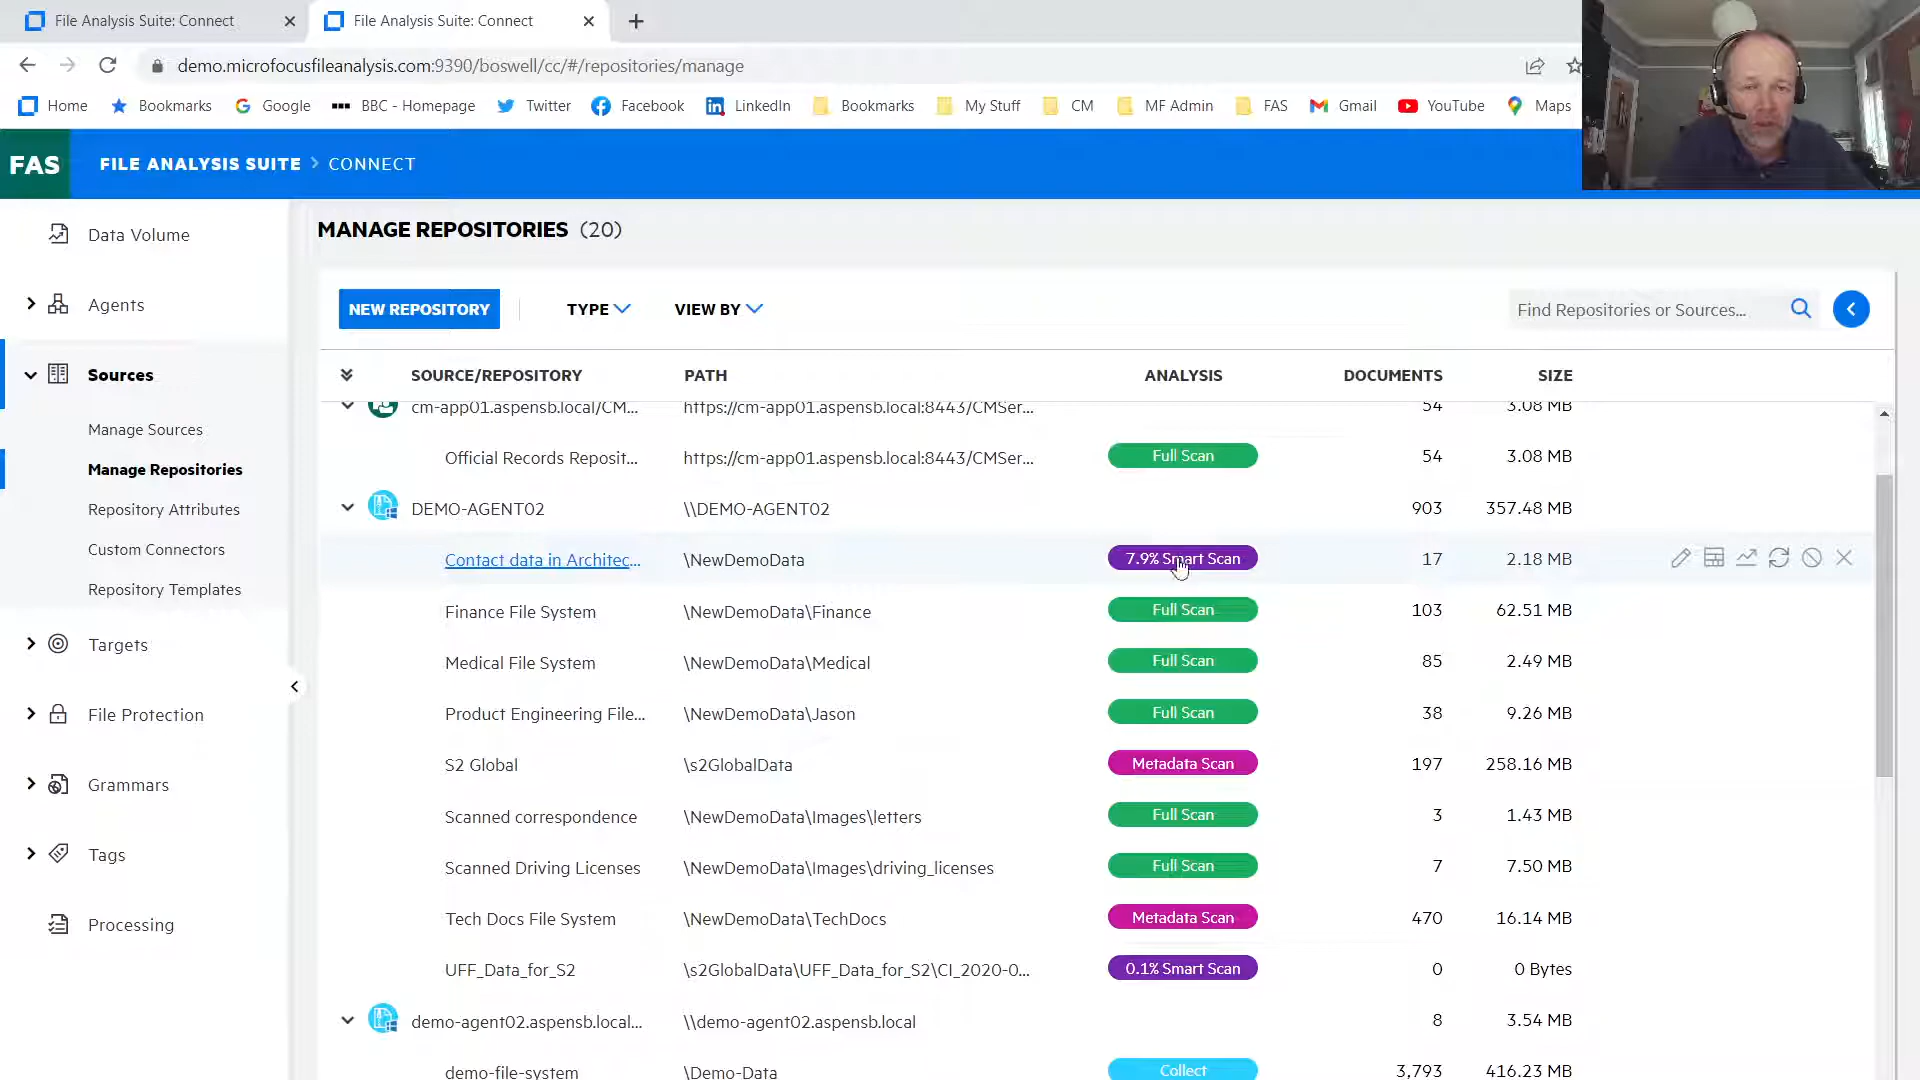 File Analysis Suite: Connect
File Analysis Suite: Connect
demo.microfocusfileanalysis.com:9390/boswell/cc/#/repositories/manage
Home Bookmarks Google BBC - Homepage Twitter Facebook LinkedIn Bookmarks My Stuff CM MF Admin FAS Gmail YouTube Maps
FAS FILE ANALYSIS SUITE > CONNECT
Data Volume
Agents
Sources
Manage Sources
Manage Repositories
Repository Attributes
Custom Connectors
Repository Templates
Targets
File Protection
Grammars
Tags
Processing
MANAGE REPOSITORIES (20)
NEW REPOSITORY TYPE VIEW BY Find Repositories or Sources...
SOURCE/REPOSITORY PATH ANALYSIS DOCUMENTS SIZE
cm-app01.aspensb.local/CM... https://cm-app01.aspensb.local:8443/CMSer... 54 3.08 MB
Official Records Reposit... https://cm-app01.aspensb.local:8443/CMSer... Full Scan 54 3.08 MB
DEMO-AGENT02 \\DEMO-AGENT02 903 357.48 MB
Contact data in Architec... \NewDemoData 7.9% Smart Scan 17 2.18 MB
Finance File System \NewDemoData\Finance Full Scan 103 62.51 MB
Medical File System \NewDemoData\Medical Full Scan 85 2.49 MB
Product Engineering File... \NewDemoData\Jason Full Scan 38 9.26 MB
S2 Global \s2GlobalData Metadata Scan 197 258.16 MB
Scanned correspondence \NewDemoData\Images\letters Full Scan 3 1.43 MB
Scanned Driving Licenses \NewDemoData\Images\driving_licenses Full Scan 7 7.50 MB
Tech Docs File System \NewDemoData\TechDocs Metadata Scan 470 16.14 MB
UFF_Data_for_S2 \s2GlobalData\UFF_Data_for_S2\CI_2020-0... 0.1% Smart Scan 0 0 Bytes
demo-agent02.aspensb.local... \\demo-agent02.aspensb.local 8 3.54 MB
demo-file-system \Demo-Data Collect 3,793 416.23 MB